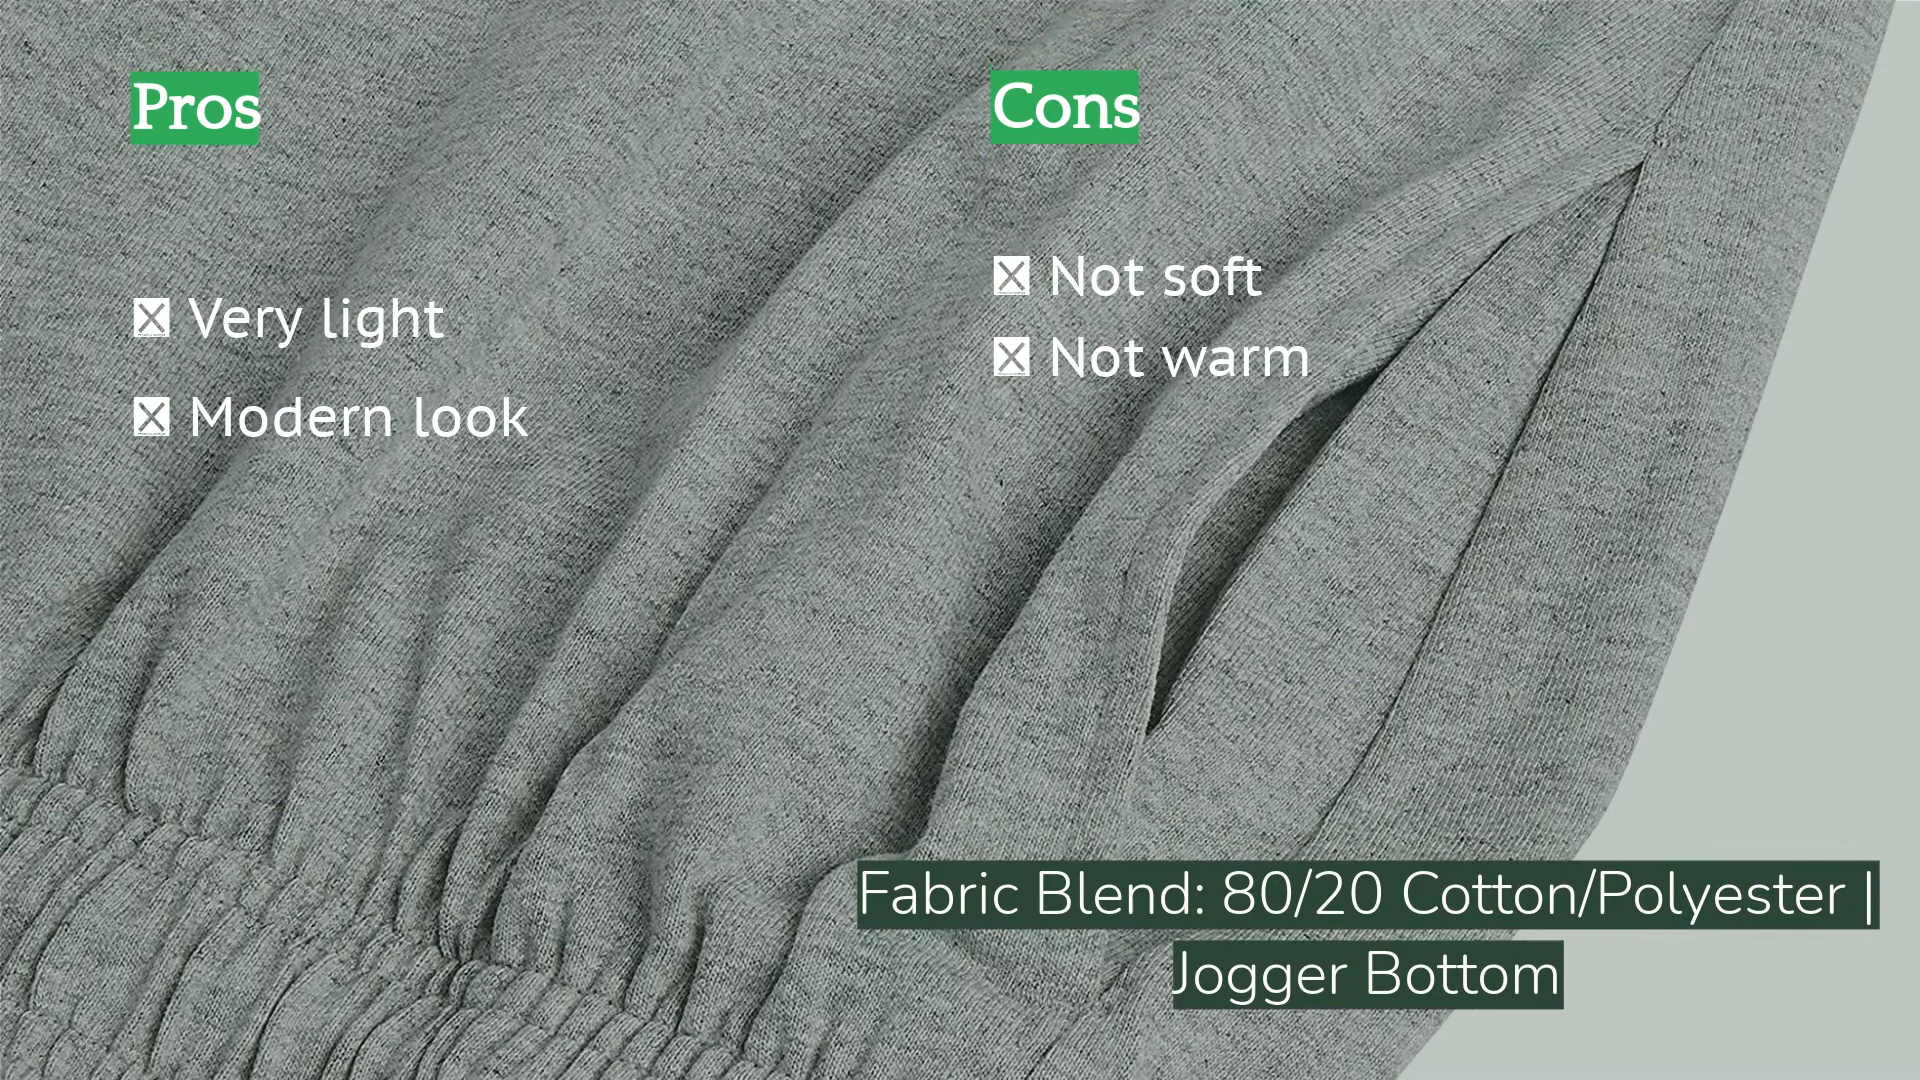 Pros
Very light
Modern look
Cons
Not soft
Not warm
Fabric Blend: 80/20 Cotton/Polyester |
Jogger Bottom